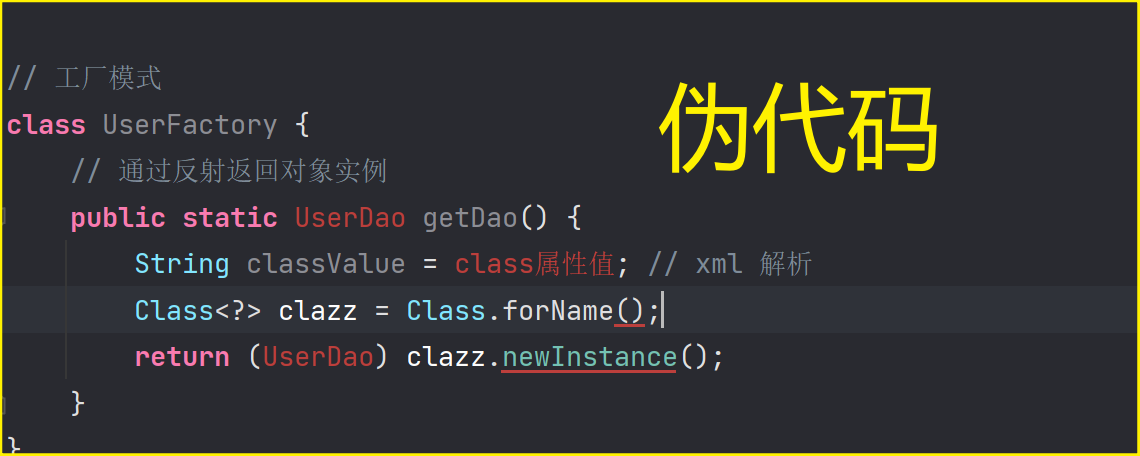 // 工厂模式
class UserFactory {
伪代码
// 通过反射返回对象实例
public static UserDao getDao() {
String classValue = class属性值; // xml 解析
Class<?> clazz = Class.forName();
return (UserDao) clazz.newInstance();
}
}